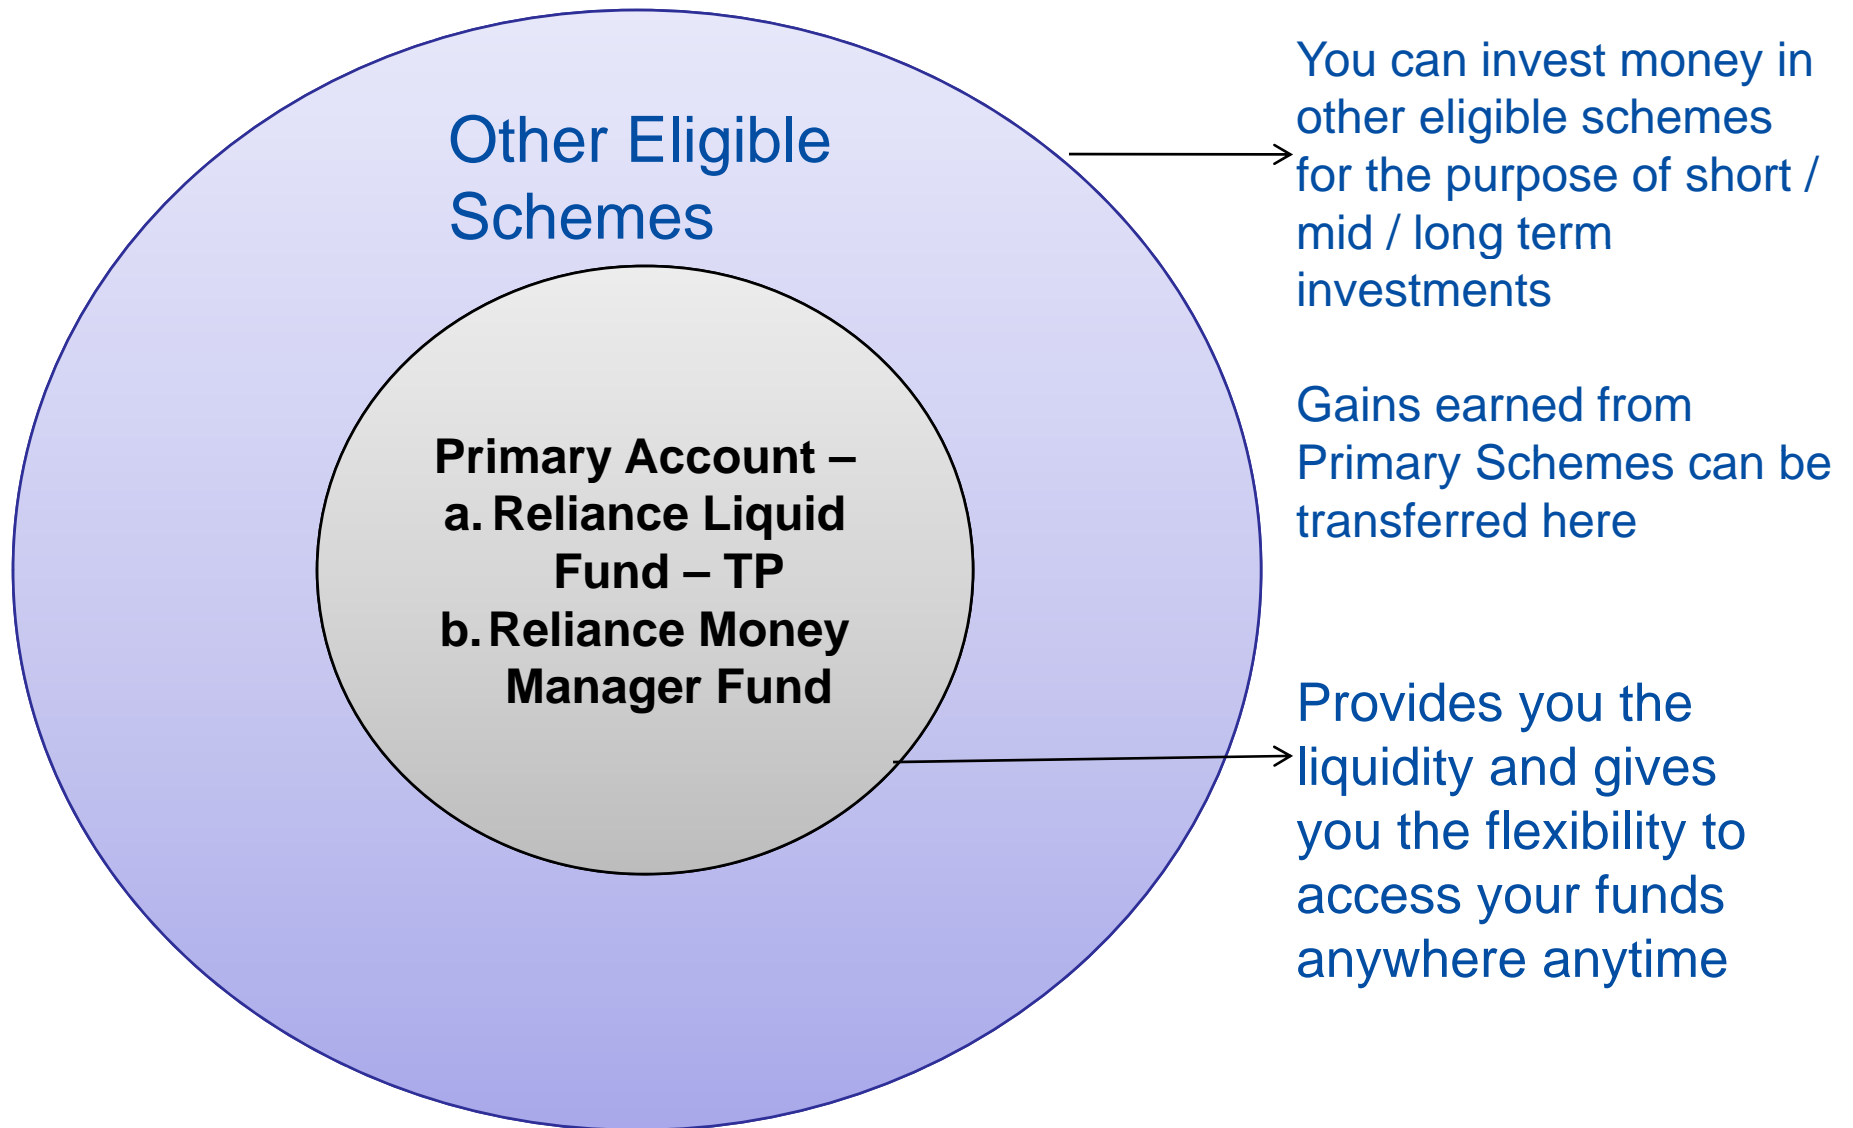 Other Eligible
Schemes
Primary Account –
a. Reliance Liquid
Fund – TP
b. Reliance Money
Manager Fund
You can invest money in
other eligible schemes
for the purpose of short /
mid / long term
investments
Gains earned from
Primary Schemes can be
transferred here
Provides you the
liquidity and gives
you the flexibility to
access your funds
anywhere anytime